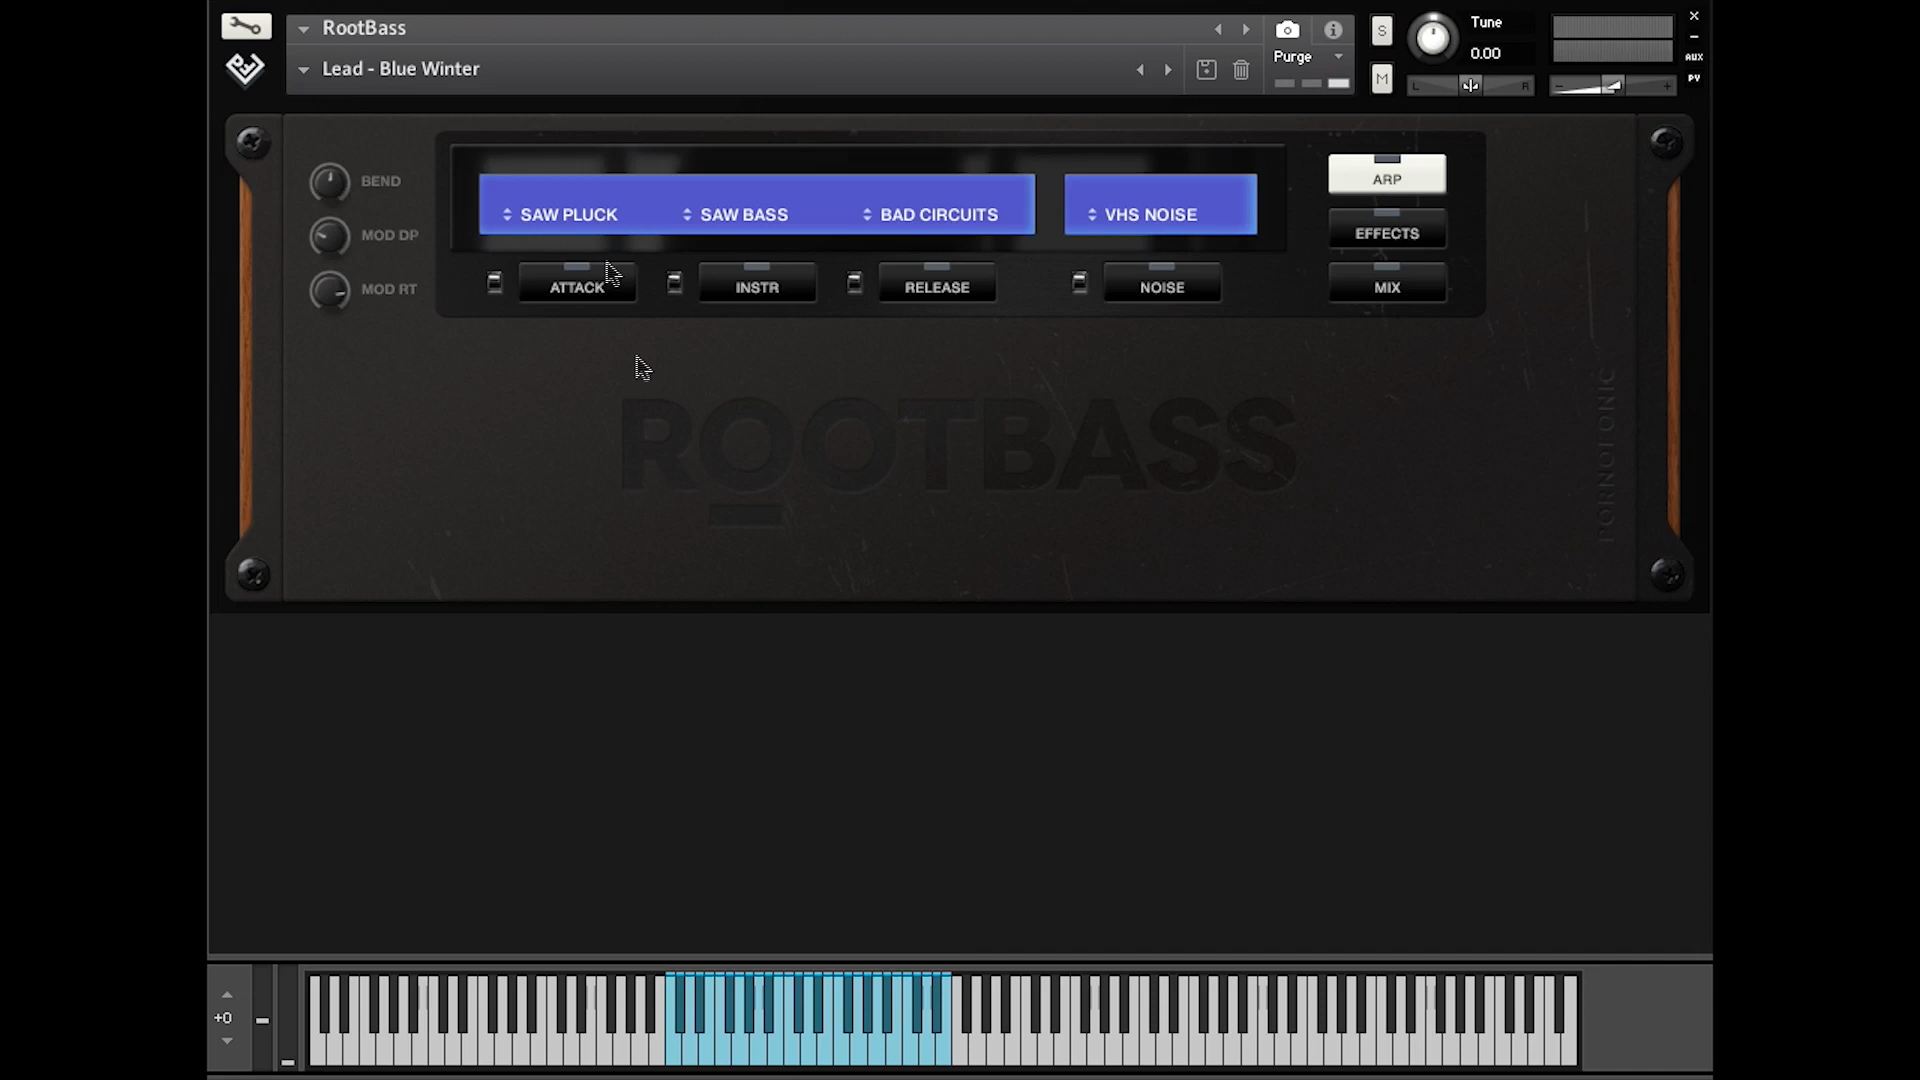 RootBass
Lead - Blue Winter
Purge
S
M
Tune
0.00
L
R
AUX
PV
BEND
MOD DP
MOD RT
SAW PLUCK
SAW BASS
BAD CIRCUITS
VHS NOISE
ATTACK
INSTR
RELEASE
NOISE
ARP
EFFECTS
MIX
ROOTBASS
PORNOTONIC
+0